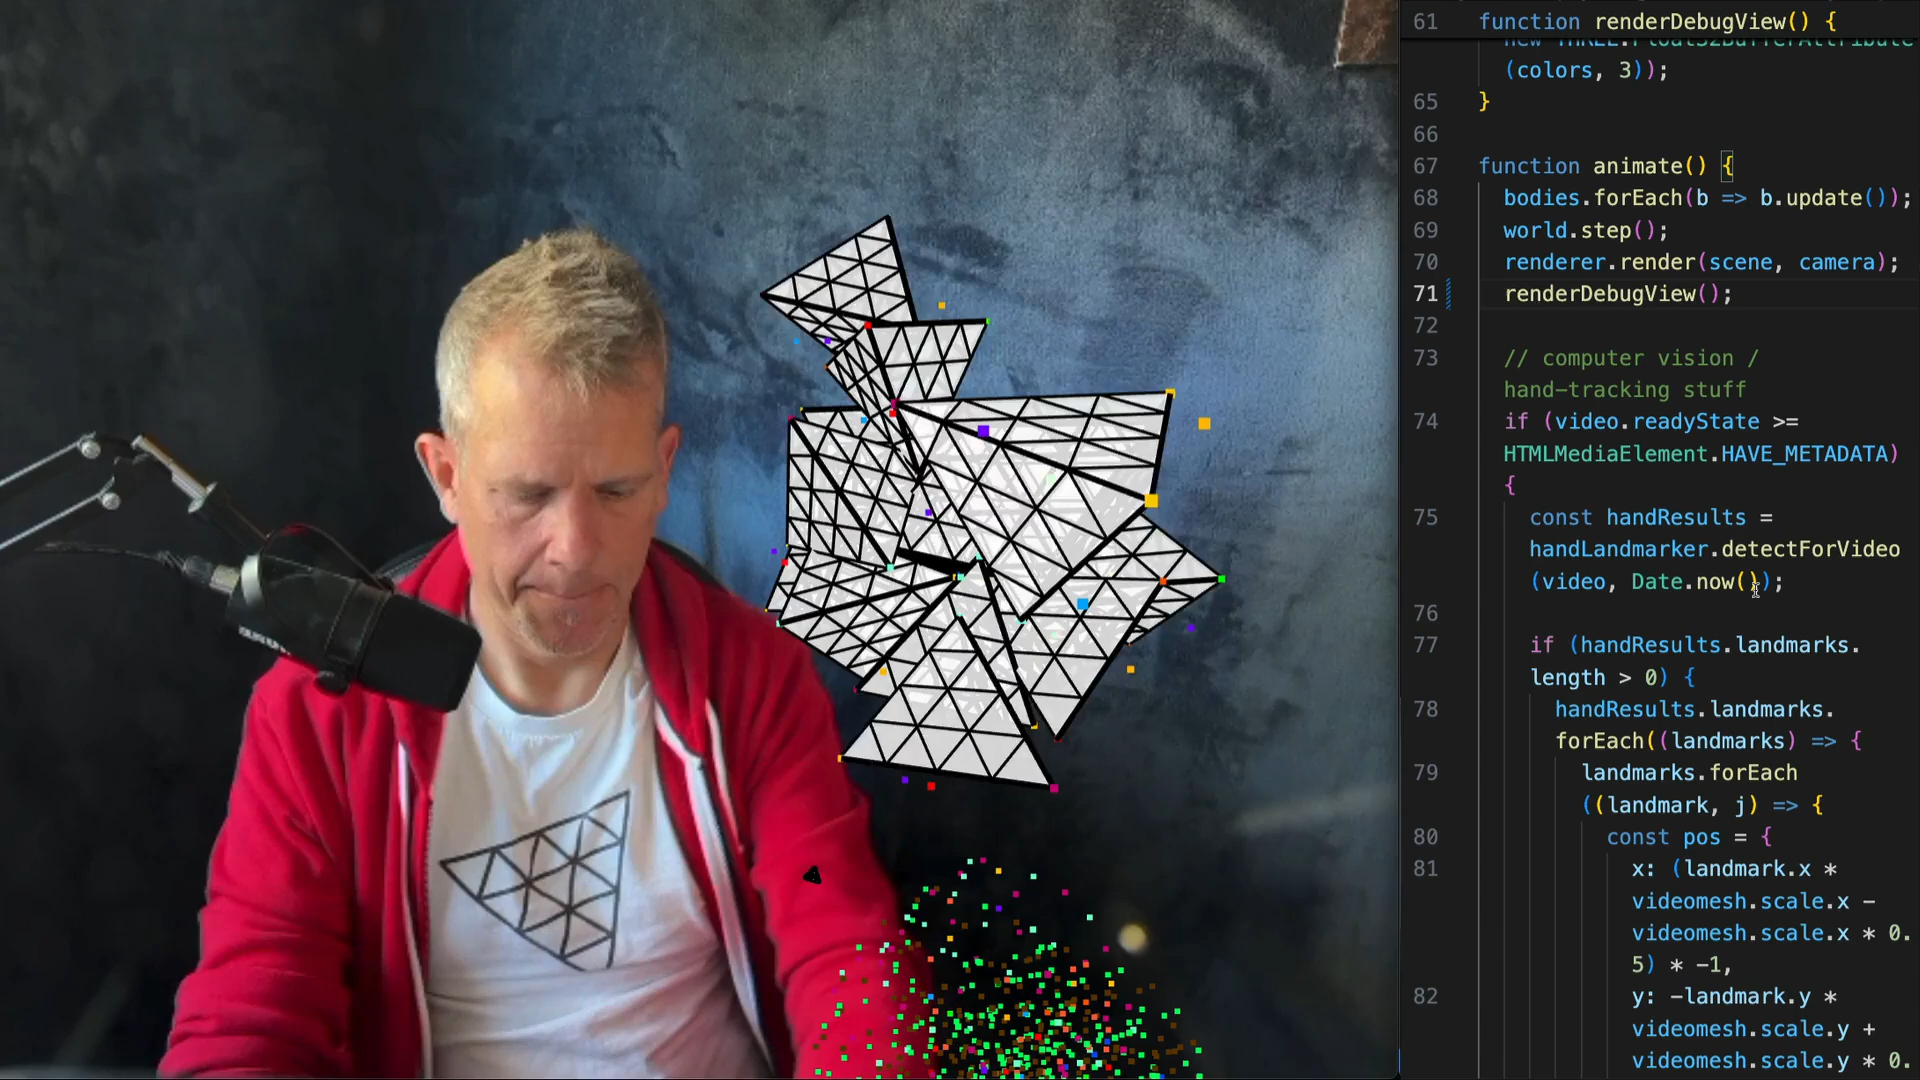 61 function renderDebugView() {
new THREE.Float32BufferAttribute
(colors, 3));
65 }
66
67 function animate() {
68 bodies.forEach(b => b.update());
69 world.step();
70 renderer.render(scene, camera);
71 renderDebugView();
72
73 // computer vision /
hand-tracking stuff
74 if (video.readyState >=
HTMLMediaElement.HAVE_METADATA)
{
75 const handResults =
handLandmarker.detectForVideo
(video, Date.now());
76
77 if (handResults.landmarks.
length > 0) {
78 handResults.landmarks.
forEach((landmarks) => {
79 landmarks.forEach
((landmark, j) => {
80 const pos = {
81 x: (landmark.x *
videomesh.scale.x -
videomesh.scale.x * 0.
5) * -1,
82 y: -landmark.y *
videomesh.scale.y +
videomesh.scale.y * 0.